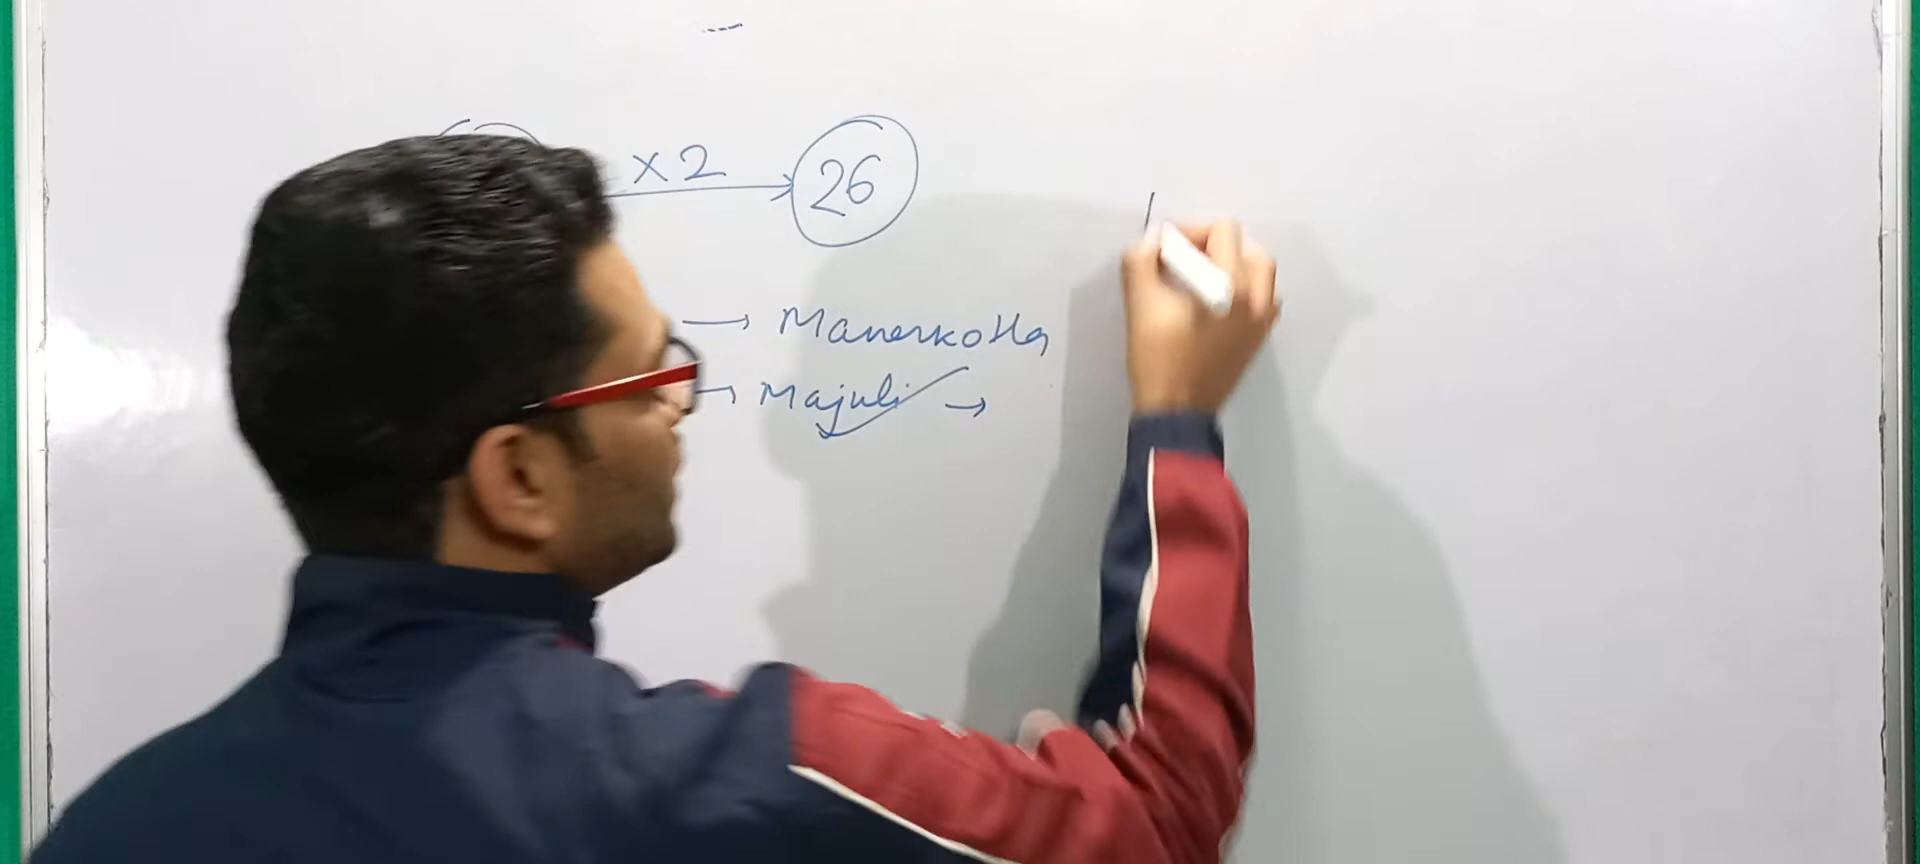 × 2 → 26
→ Manerkotta
→ Majuli →